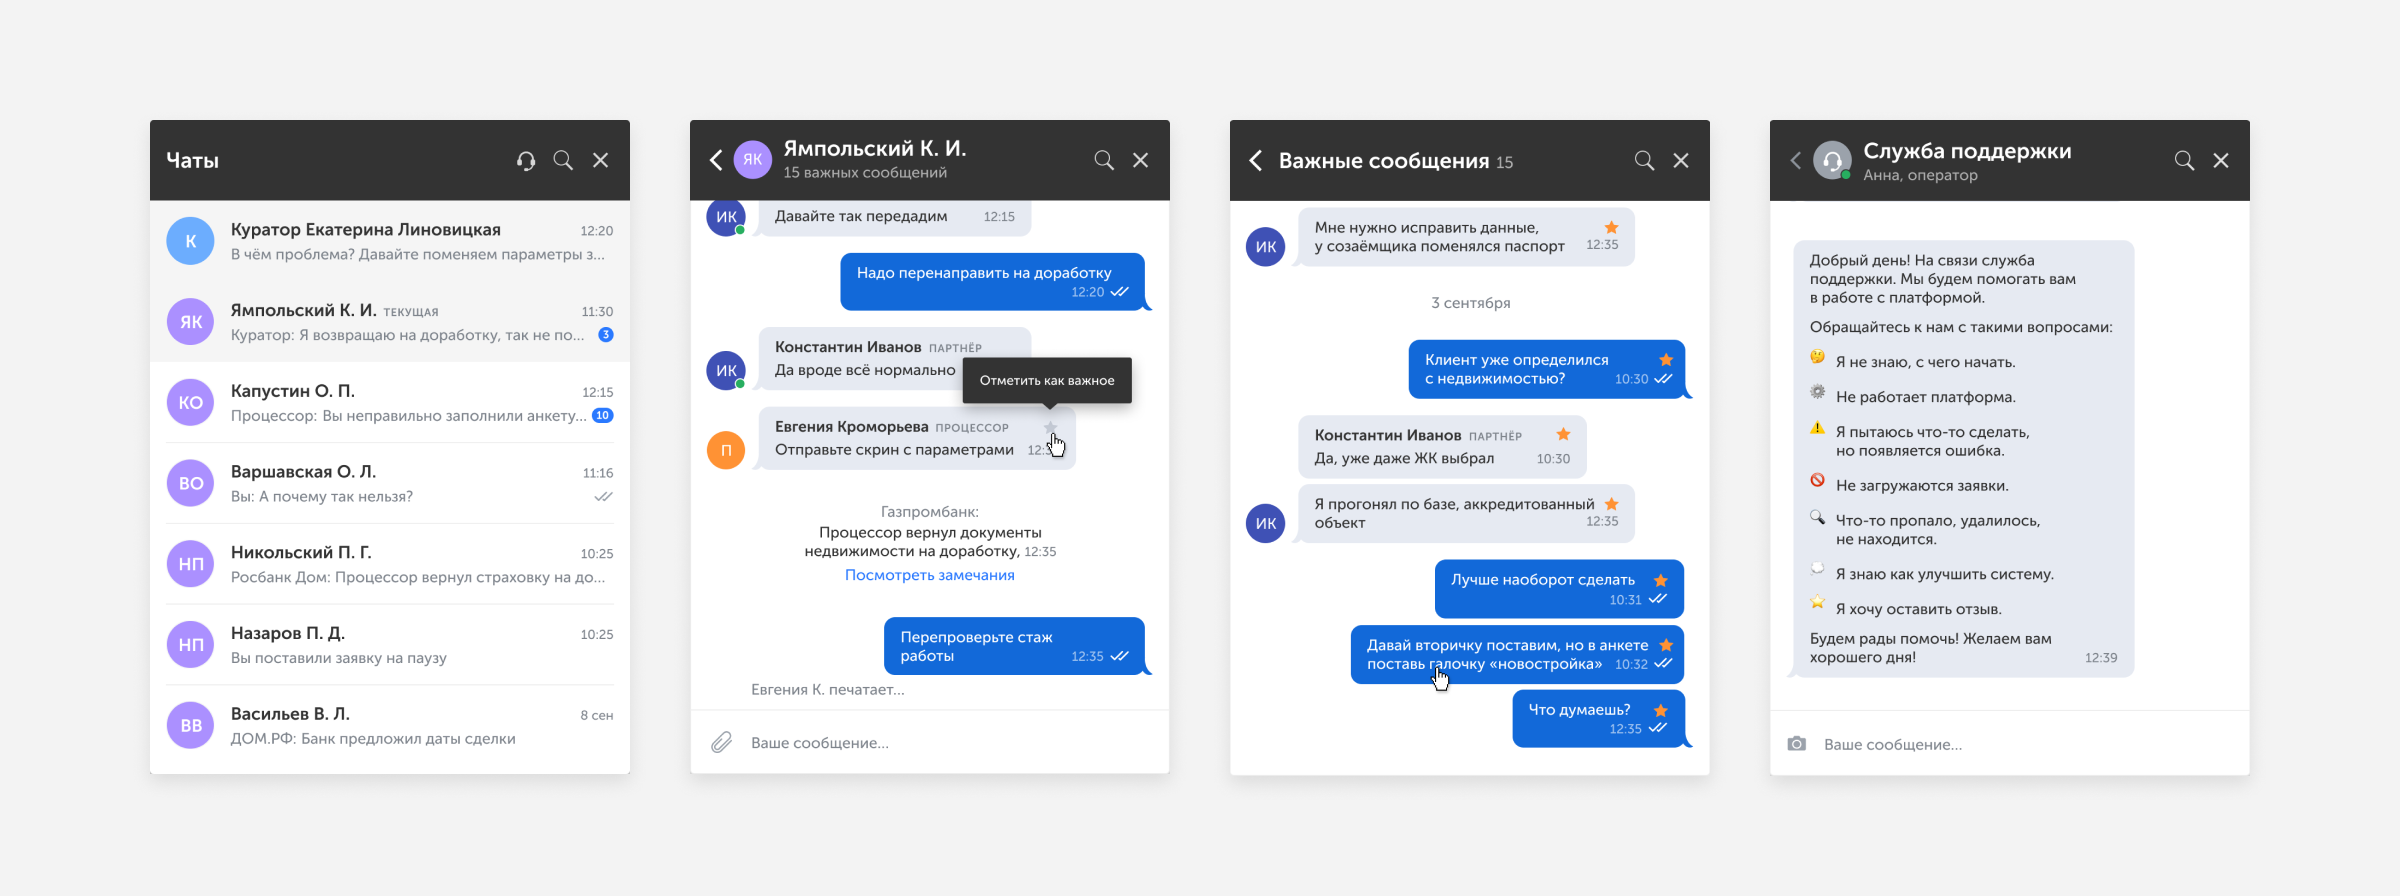 Чаты
К
Куратор Екатерина Линовицкая 12:20
В чём проблема? Давайте поменяем параметры з...
ЯК
Ямпольский К. И. ТЕКУЩАЯ 11:30
Куратор: Я возвращаю на доработку, так не по... 3
КО
Капустин О. П. 12:15
Процессор: Вы неправильно заполнили анкету... 10
ВО
Варшавская О. Л. 11:16
Вы: А почему так нельзя?
НП
Никольский П. Г. 10:25
Росбанк Дом: Процессор вернул страховку на до...
НП
Назаров П. Д. 10:25
Вы поставили заявку на паузу
ВВ
Васильев В. Л. 8 сен
ДОМ.РФ: Банк предложил даты сделки
ЯК
Ямпольский К. И.
15 важных сообщений
ИК
Давайте так передадим 12:15
Надо перенаправить на доработку
12:20
Константин Иванов ПАРТНЁР
ИК
Да вроде всё нормально
Отметить как важное
Евгения Кроморьева ПРОЦЕССОР
П
Отправьте скрин с параметрами
Газпромбанк:
Процессор вернул документы
недвижимости на доработку, 12:35
Посмотреть замечания
Перепроверьте стаж
работы 12:35
Евгения К. печатает...
Ваше сообщение...
Важные сообщения 15
Мне нужно исправить данные,
у созаёмщика поменялся паспорт 12:35
ИК
3 сентября
Клиент уже определился
с недвижимостью? 10:30
Константин Иванов ПАРТНЁР
Да, уже даже ЖК выбрал 10:30
Я прогонял по базе, аккредитованный
объект 12:35
ИК
Лучше наоборот сделать
10:31
Давай вторичку поставим, но в анкете
поставь галочку «новостройка» 10:32
Что думаешь?
12:35
Служба поддержки
Анна, оператор
Добрый день! На связи служба
поддержки. Мы будем помогать вам
в работе с платформой.
Обращайтесь к нам с такими вопросами:
Я не знаю, с чего начать.
Не работает платформа.
Я пытаюсь что-то сделать,
но появляется ошибка.
Не загружаются заявки.
Что-то пропало, удалилось,
не находится.
Я знаю как улучшить систему.
Я хочу оставить отзыв.
Будем рады помочь! Желаем вам
хорошего дня! 12:39
Ваше сообщение...